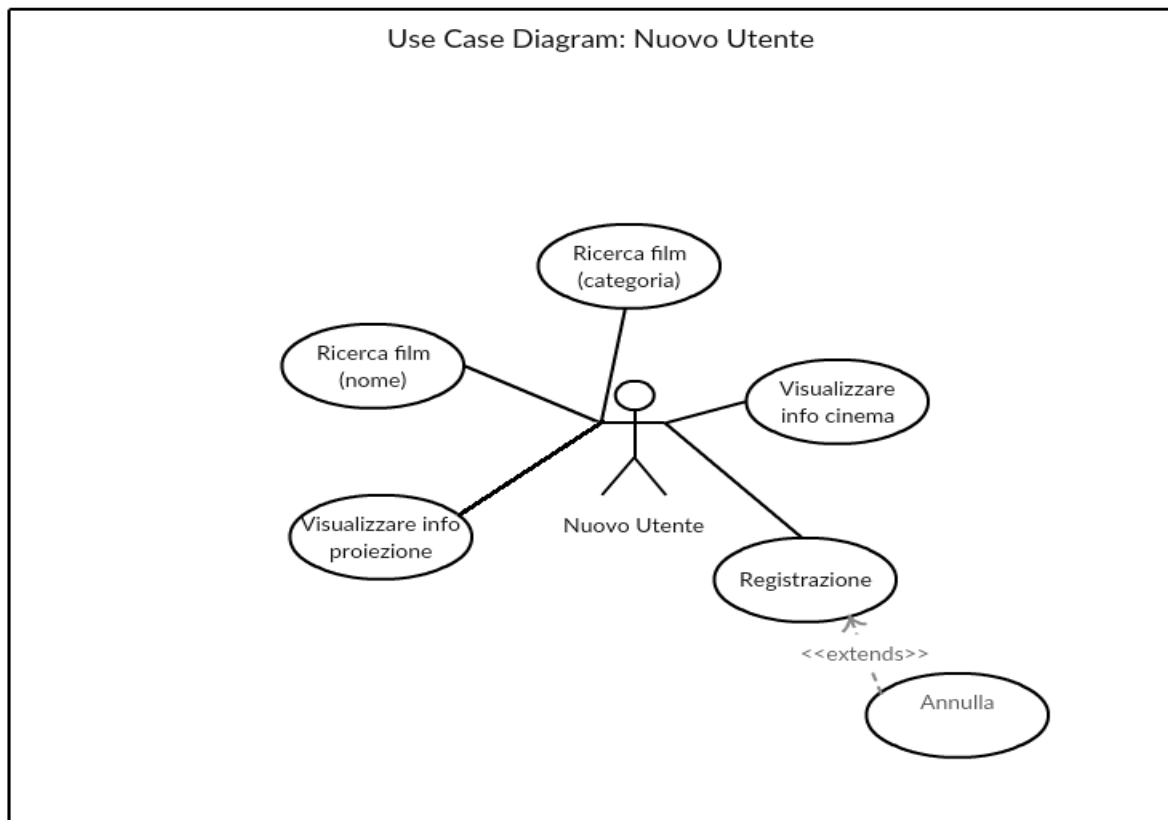 Use Case Diagram: Nuovo Utente
Ricerca film
(categoria)
Ricerca film
(nome)
Visualizzare
info cinema
Visualizzare info
proiezione
Nuovo Utente
Registrazione
<<extends>>
Annulla